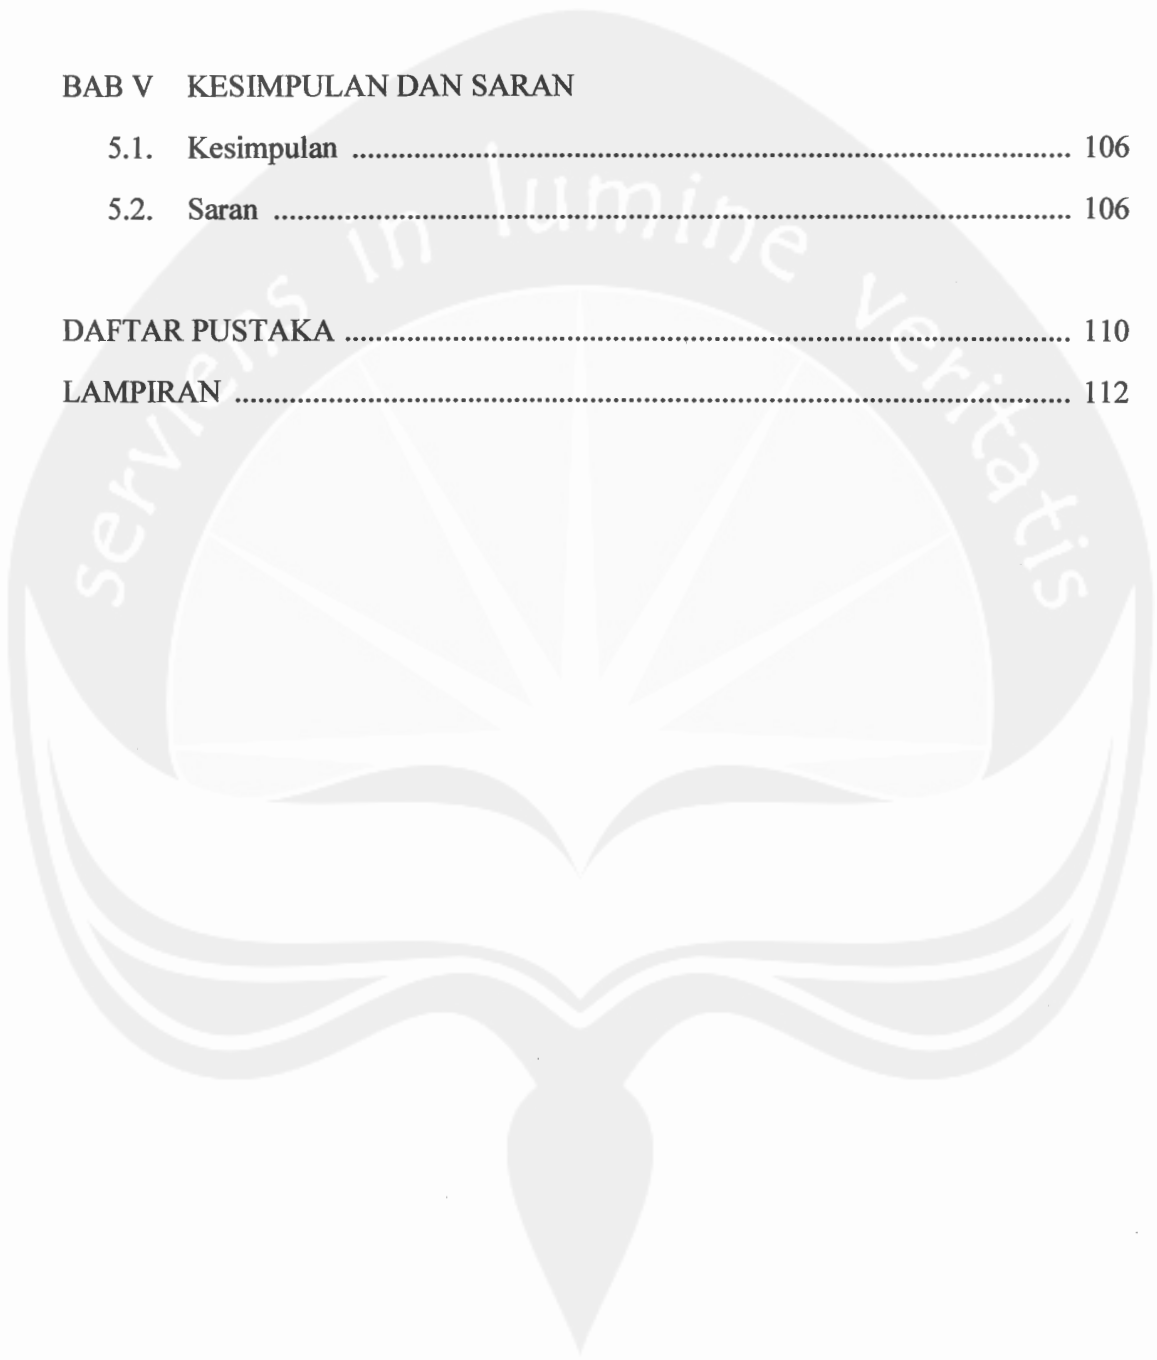 BAB V KESIMPULAN DAN SARAN
5.1. Kesimpulan ........................................ 106
5.2. Saran ........................................ 106
DAFTAR PUSTAKA ........................................ 110
LAMPIRAN ........................................ 112
serviens in lumine veritatis